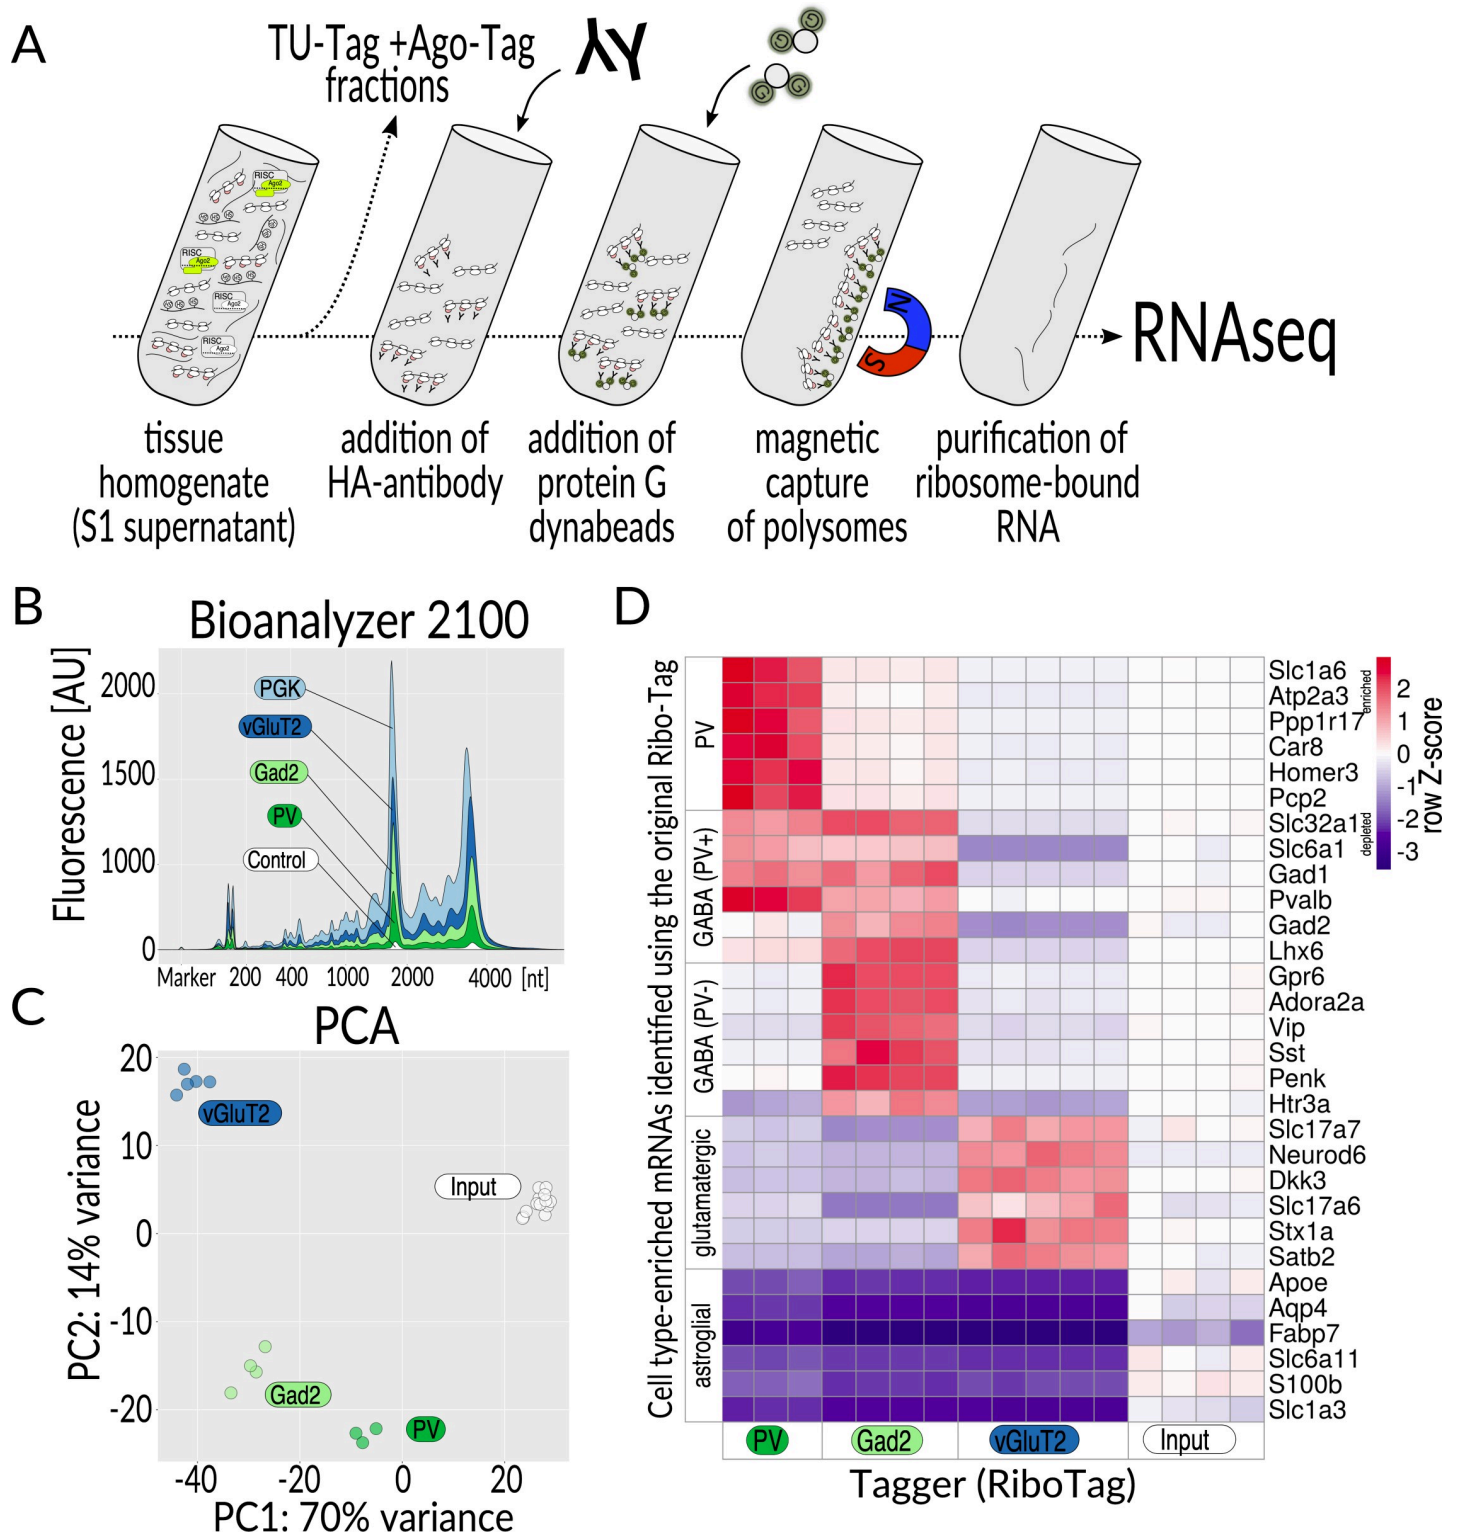 A
TU-Tag +Ago-Tag
fractions
G
G
G
G
RISC
Ago2
RISC
Ago2
RISC
Ago2
RISC
Ago2
N
S
RNAseq
tissue
homogenate
(S1 supernatant)
addition of
HA-antibody
addition of
protein G
dynabeads
magnetic
capture
of polysomes
purification of
ribosome-bound
RNA
B
Bioanalyzer 2100
Fluorescence [AU]
2000
1500
1000
0
PGK
vGluT2
Gad2
PV
Control
Marker 200 400 1000 2000 4000 [nt]
C
PCA
PC2: 14% variance
20
10
0
-10
-20
vGluT2
Input
Gad2
PV
-40 -20 0 20
PC1: 70% variance
D
Cell type-enriched mRNAs identified using the original Ribo-Tag
PV
GABA (PV+)
GABA (PV-)
glutamatergic
astroglial
Slc1a6
Atp2a3
Ppp1r17
Car8
Homer3
Pcp2
Slc32a1
Slc6a1
Gad1
Pvalb
Gad2
Lhx6
Gpr6
Adora2a
Vip
Sst
Penk
Htr3a
Slc17a7
Neurod6
Dkk3
Slc17a6
Stx1a
Satb2
Apoe
Aqp4
Fabp7
Slc6a11
S100b
Slc1a3
enriched
depleted
2
1
0
-1
-2
-3
row Z-score
PV Gad2 vGluT2 Input
Tagger (RiboTag)